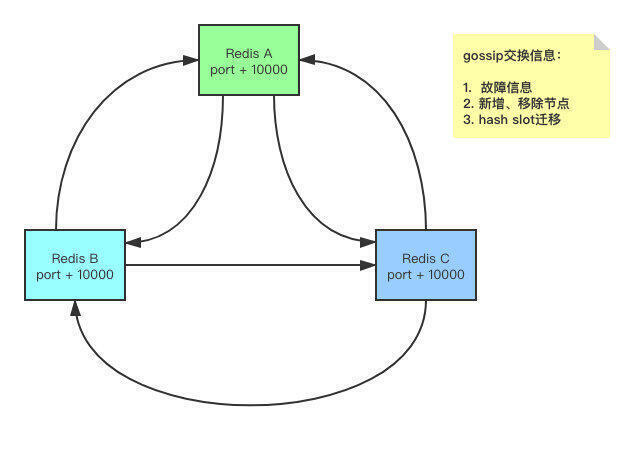 Redis A
port + 10000
gossip交换信息：
1. 故障信息
2. 新增、移除节点
3. hash slot迁移
Redis B
port + 10000
Redis C
port + 10000